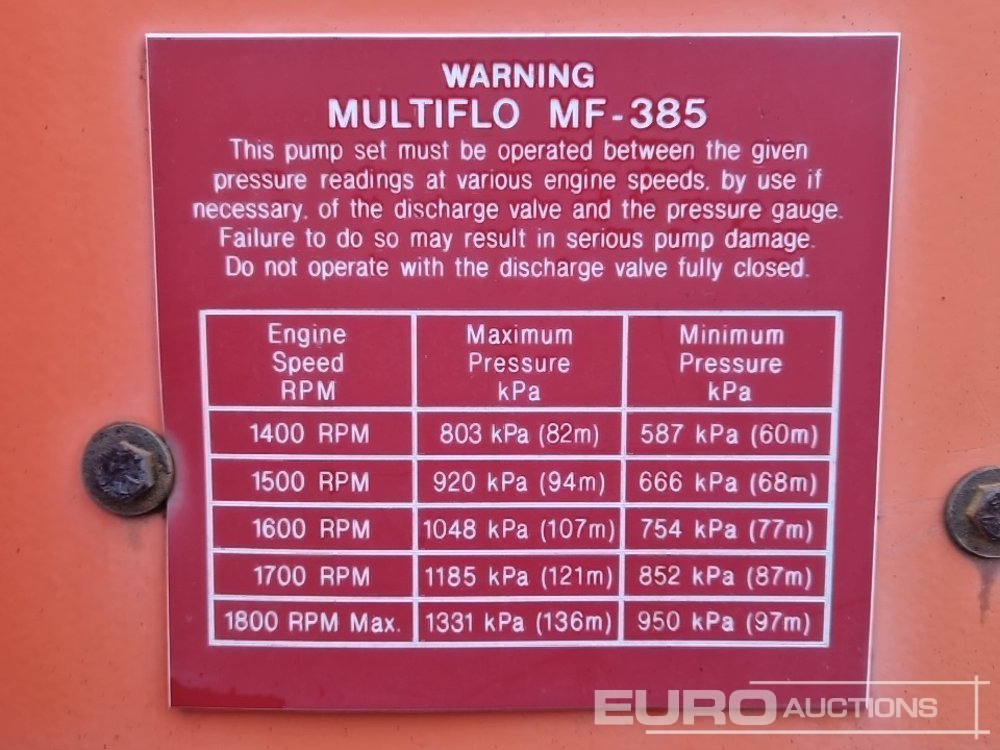 WARNING
MULTIFLO MF-385
This pump set must be operated between the given
pressure readings at various engine speeds, by use if
necessary, of the discharge valve and the pressure gauge.
Failure to do so may result in serious pump damage.
Do not operate with the discharge valve fully closed.
Engine Speed RPM Maximum Pressure kPa Minimum Pressure kPa
1400 RPM 803 kPa (82m) 587 kPa (60m)
1500 RPM 920 kPa (94m) 666 kPa (68m)
1600 RPM 1048 kPa (107m) 754 kPa (77m)
1700 RPM 1185 kPa (121m) 852 kPa (87m)
1800 RPM Max. 1331 kPa (136m) 950 kPa (97m)
EURO AUCTIONS